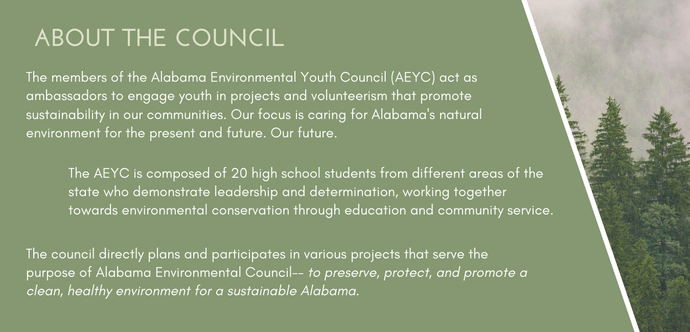 ABOUT THE COUNCIL
The members of the Alabama Environmental Youth Council (AEYC) act as
ambassadors to engage youth in projects and volunteerism that promote
sustainability in our communities. Our focus is caring for Alabama's natural
environment for the present and future. Our future.
The AEYC is composed of 20 high school students from different areas of the
state who demonstrate leadership and determination, working together
towards environmental conservation through education and community service.
The council directly plans and participates in various projects that serve the
purpose of Alabama Environmental Council-- to preserve, protect, and promote a
clean, healthy environment for a sustainable Alabama.